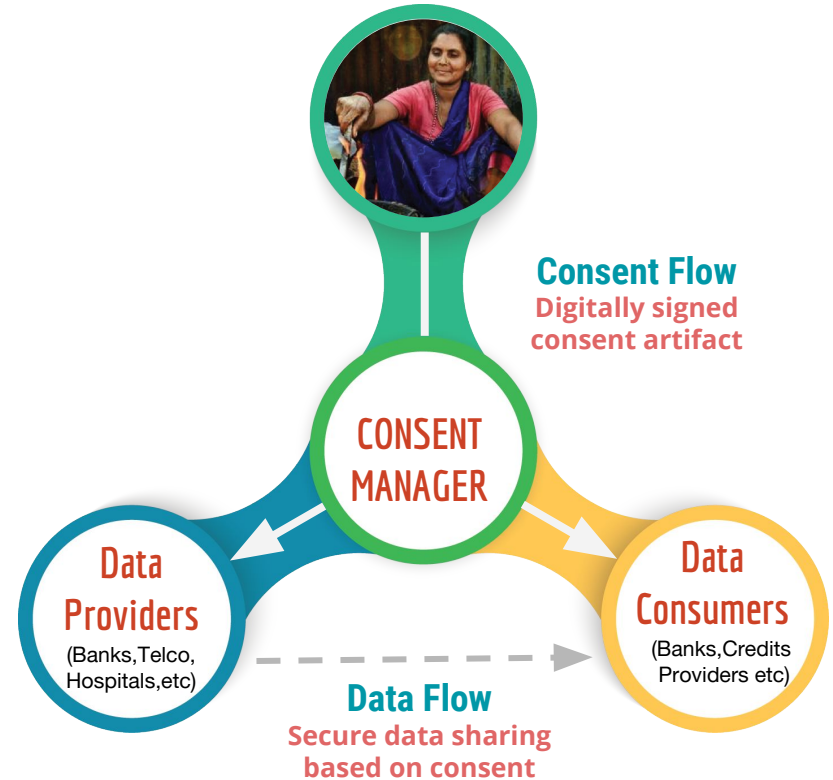 Consent Flow
Digitally signed
consent artifact
CONSENT
MANAGER
Data
Providers
(Banks,Telco,
Hospitals,etc)
Data
Consumers
(Banks,Credits
Providers etc)
Data Flow
Secure data sharing
based on consent